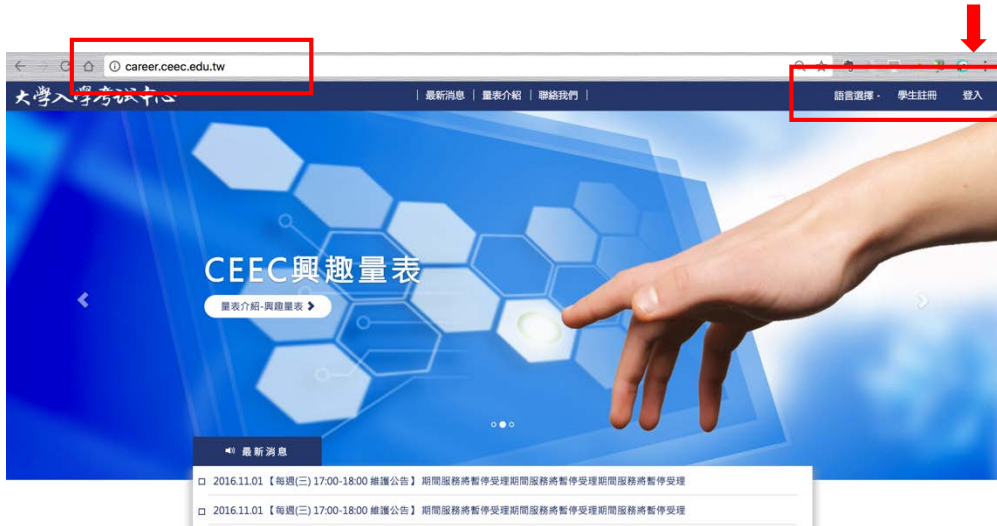 career.ceec.edu.tw
大學入學考試中心
| 最新消息 | 量表介紹 | 聯絡我們 |
語言選擇 學生註冊 登入
CEEC興趣量表
量表介紹-興趣量表
最新消息
2016.11.01【每週(三) 17:00-18:00 維護公告】期間服務將暫停受理期間服務將暫停受理期間服務將暫停受理
2016.11.01【每週(三) 17:00-18:00 維護公告】期間服務將暫停受理期間服務將暫停受理期間服務將暫停受理